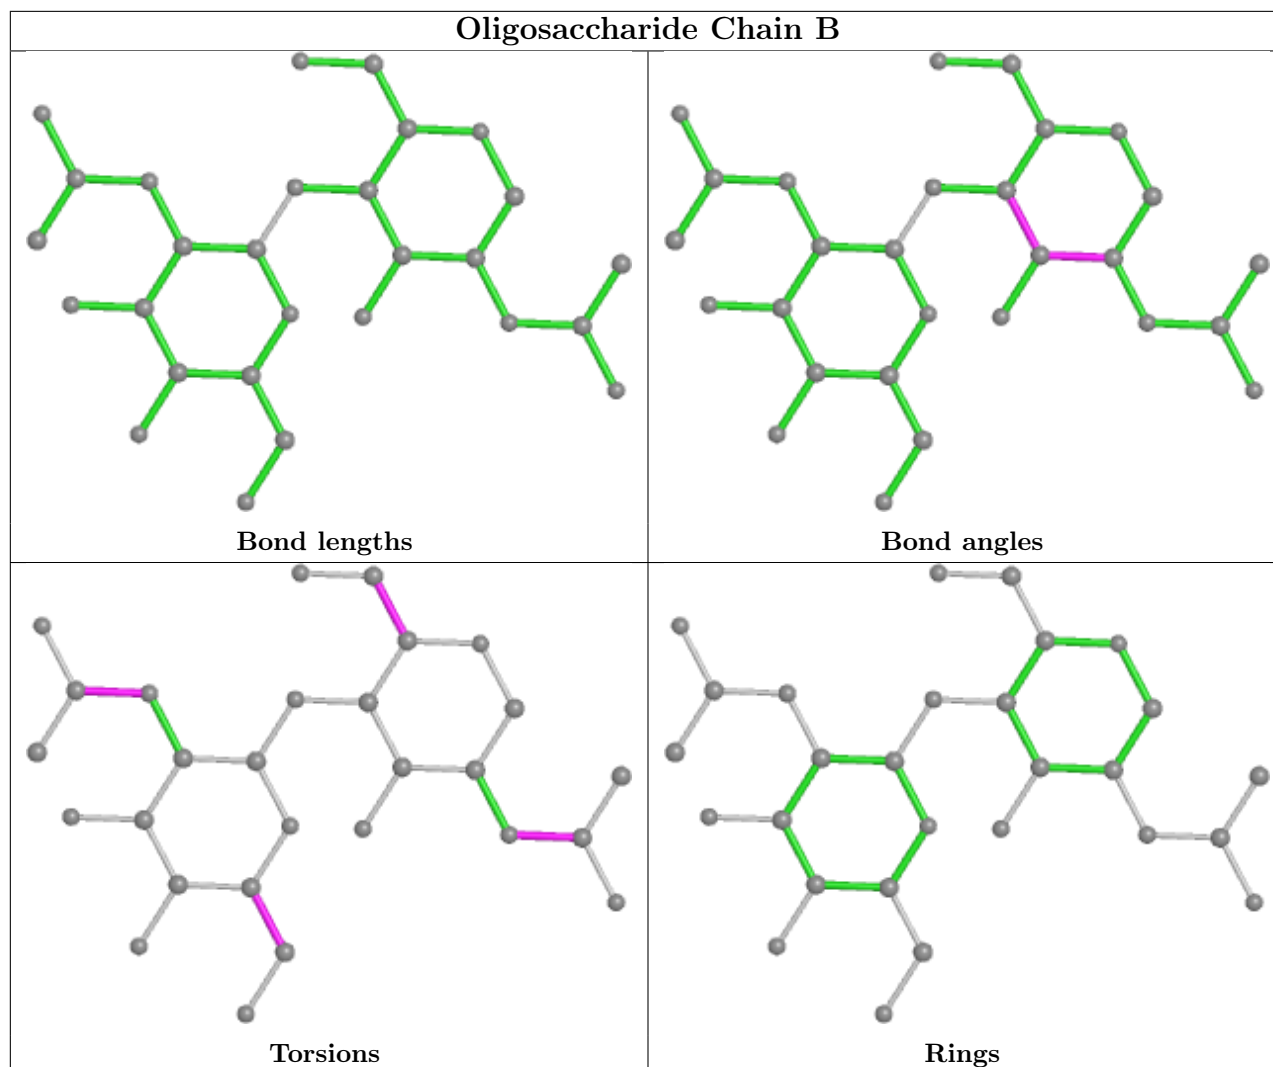 Oligosaccharide Chain B
Bond lengths
Bond angles
Torsions
Rings